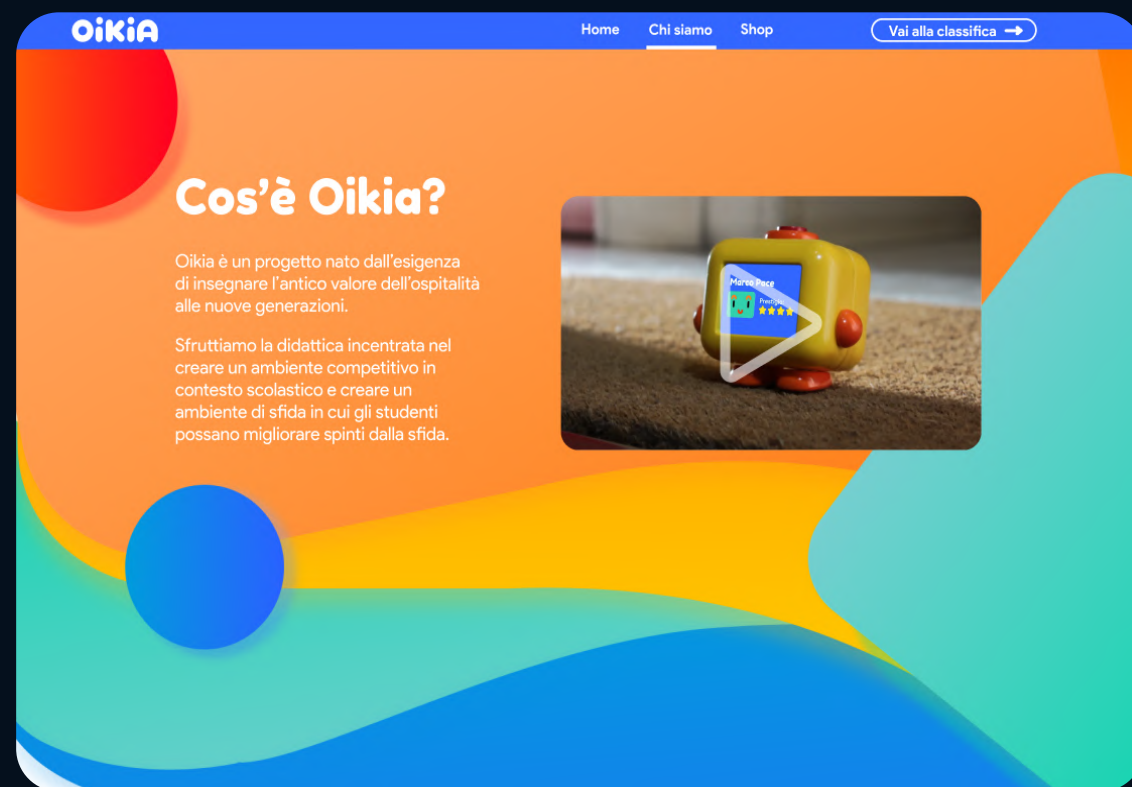 OiKiA
Home
Chi siamo
Shop
Vai alla classifica
Cos’è Oikia?
Oikia è un progetto nato dall’esigenza
di insegnare l’antico valore dell’ospitalità
alle nuove generazioni.
Sfruttiamo la didattica incentrata nel
creare un ambiente competitivo in
contesto scolastico e creare un
ambiente di sfida in cui gli studenti
possano migliorare spinti dalla sfida.
Marco Pace
Prestigio